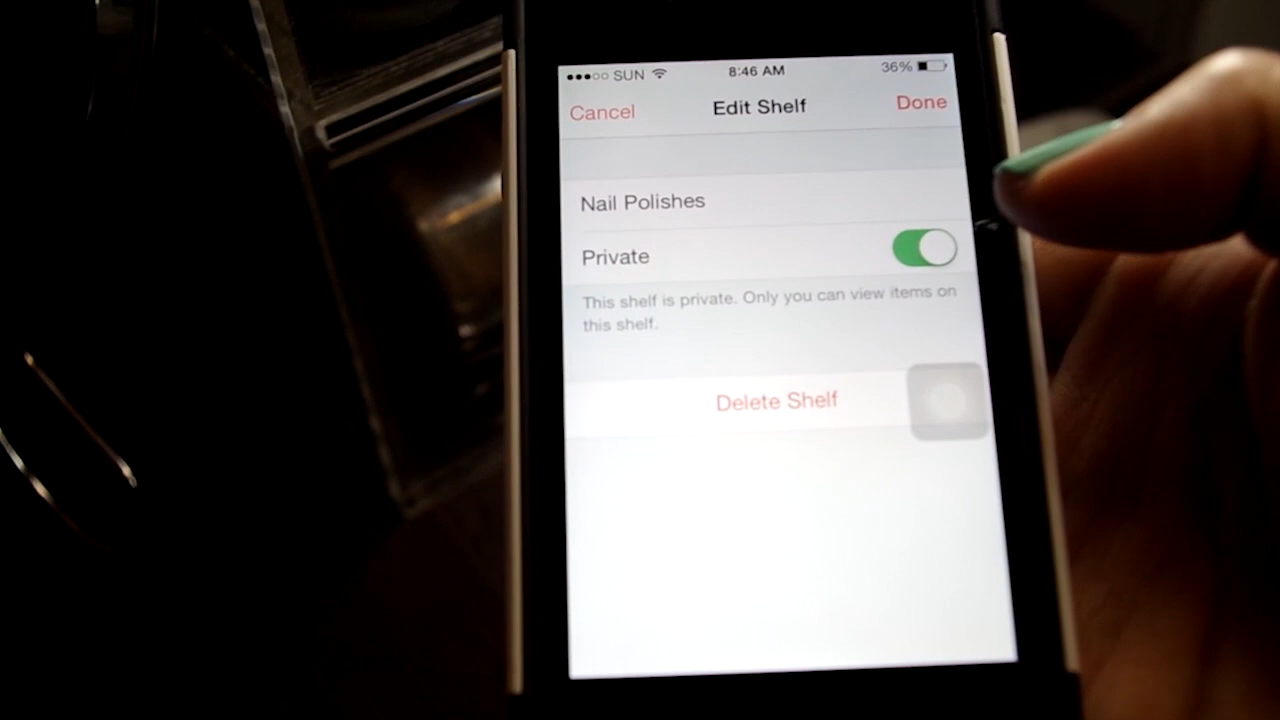 SUN 8:46 AM 36%
Cancel Edit Shelf Done
Nail Polishes
Private
This shelf is private. Only you can view items on
this shelf.
Delete Shelf